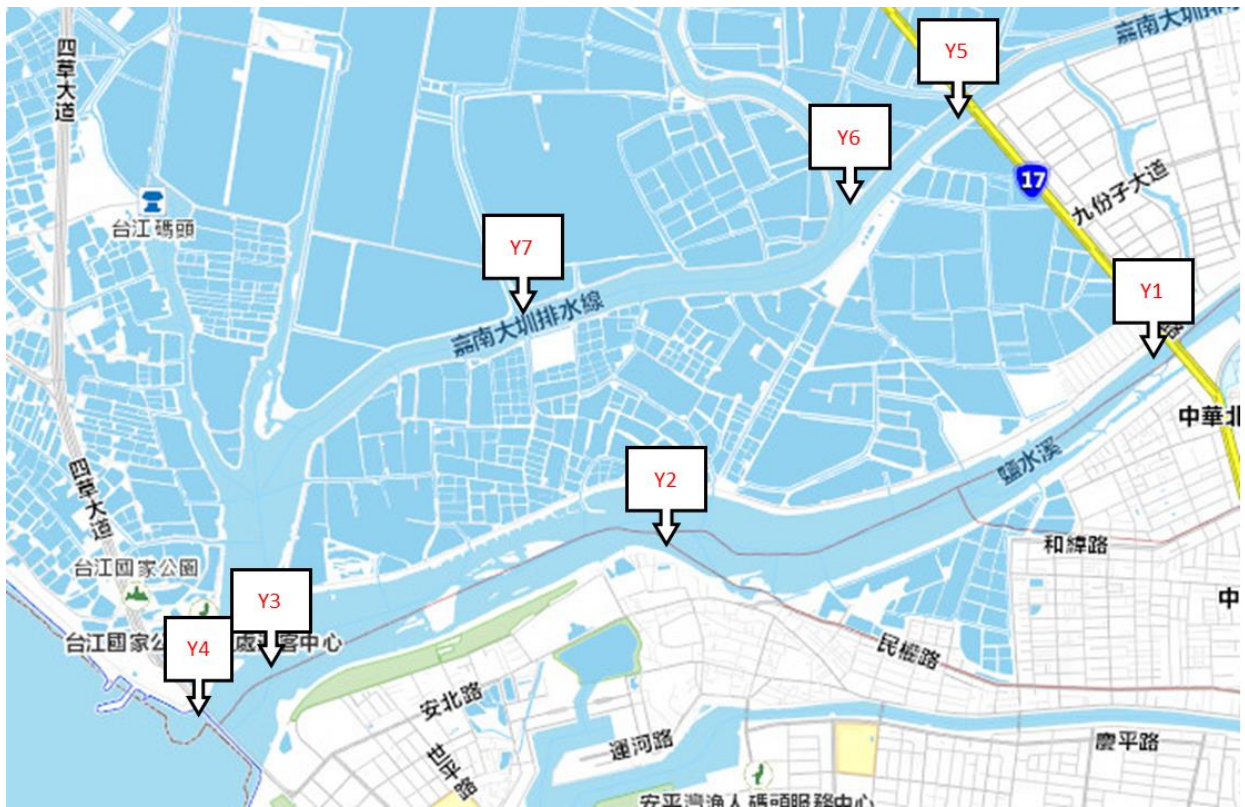 四草大道
嘉南大圳排水線
Y5
Y6
17
九份子大道
台江碼頭
Y7
Y1
嘉南大圳排水線
中華北
鹽水溪
Y2
四草大道
和緯路
台江國家公園
Y3
中
台江國家公
處
客中心
Y4
民權路
安北路
運河路
慶平路
世平路
安平漁人碼頭服務中心